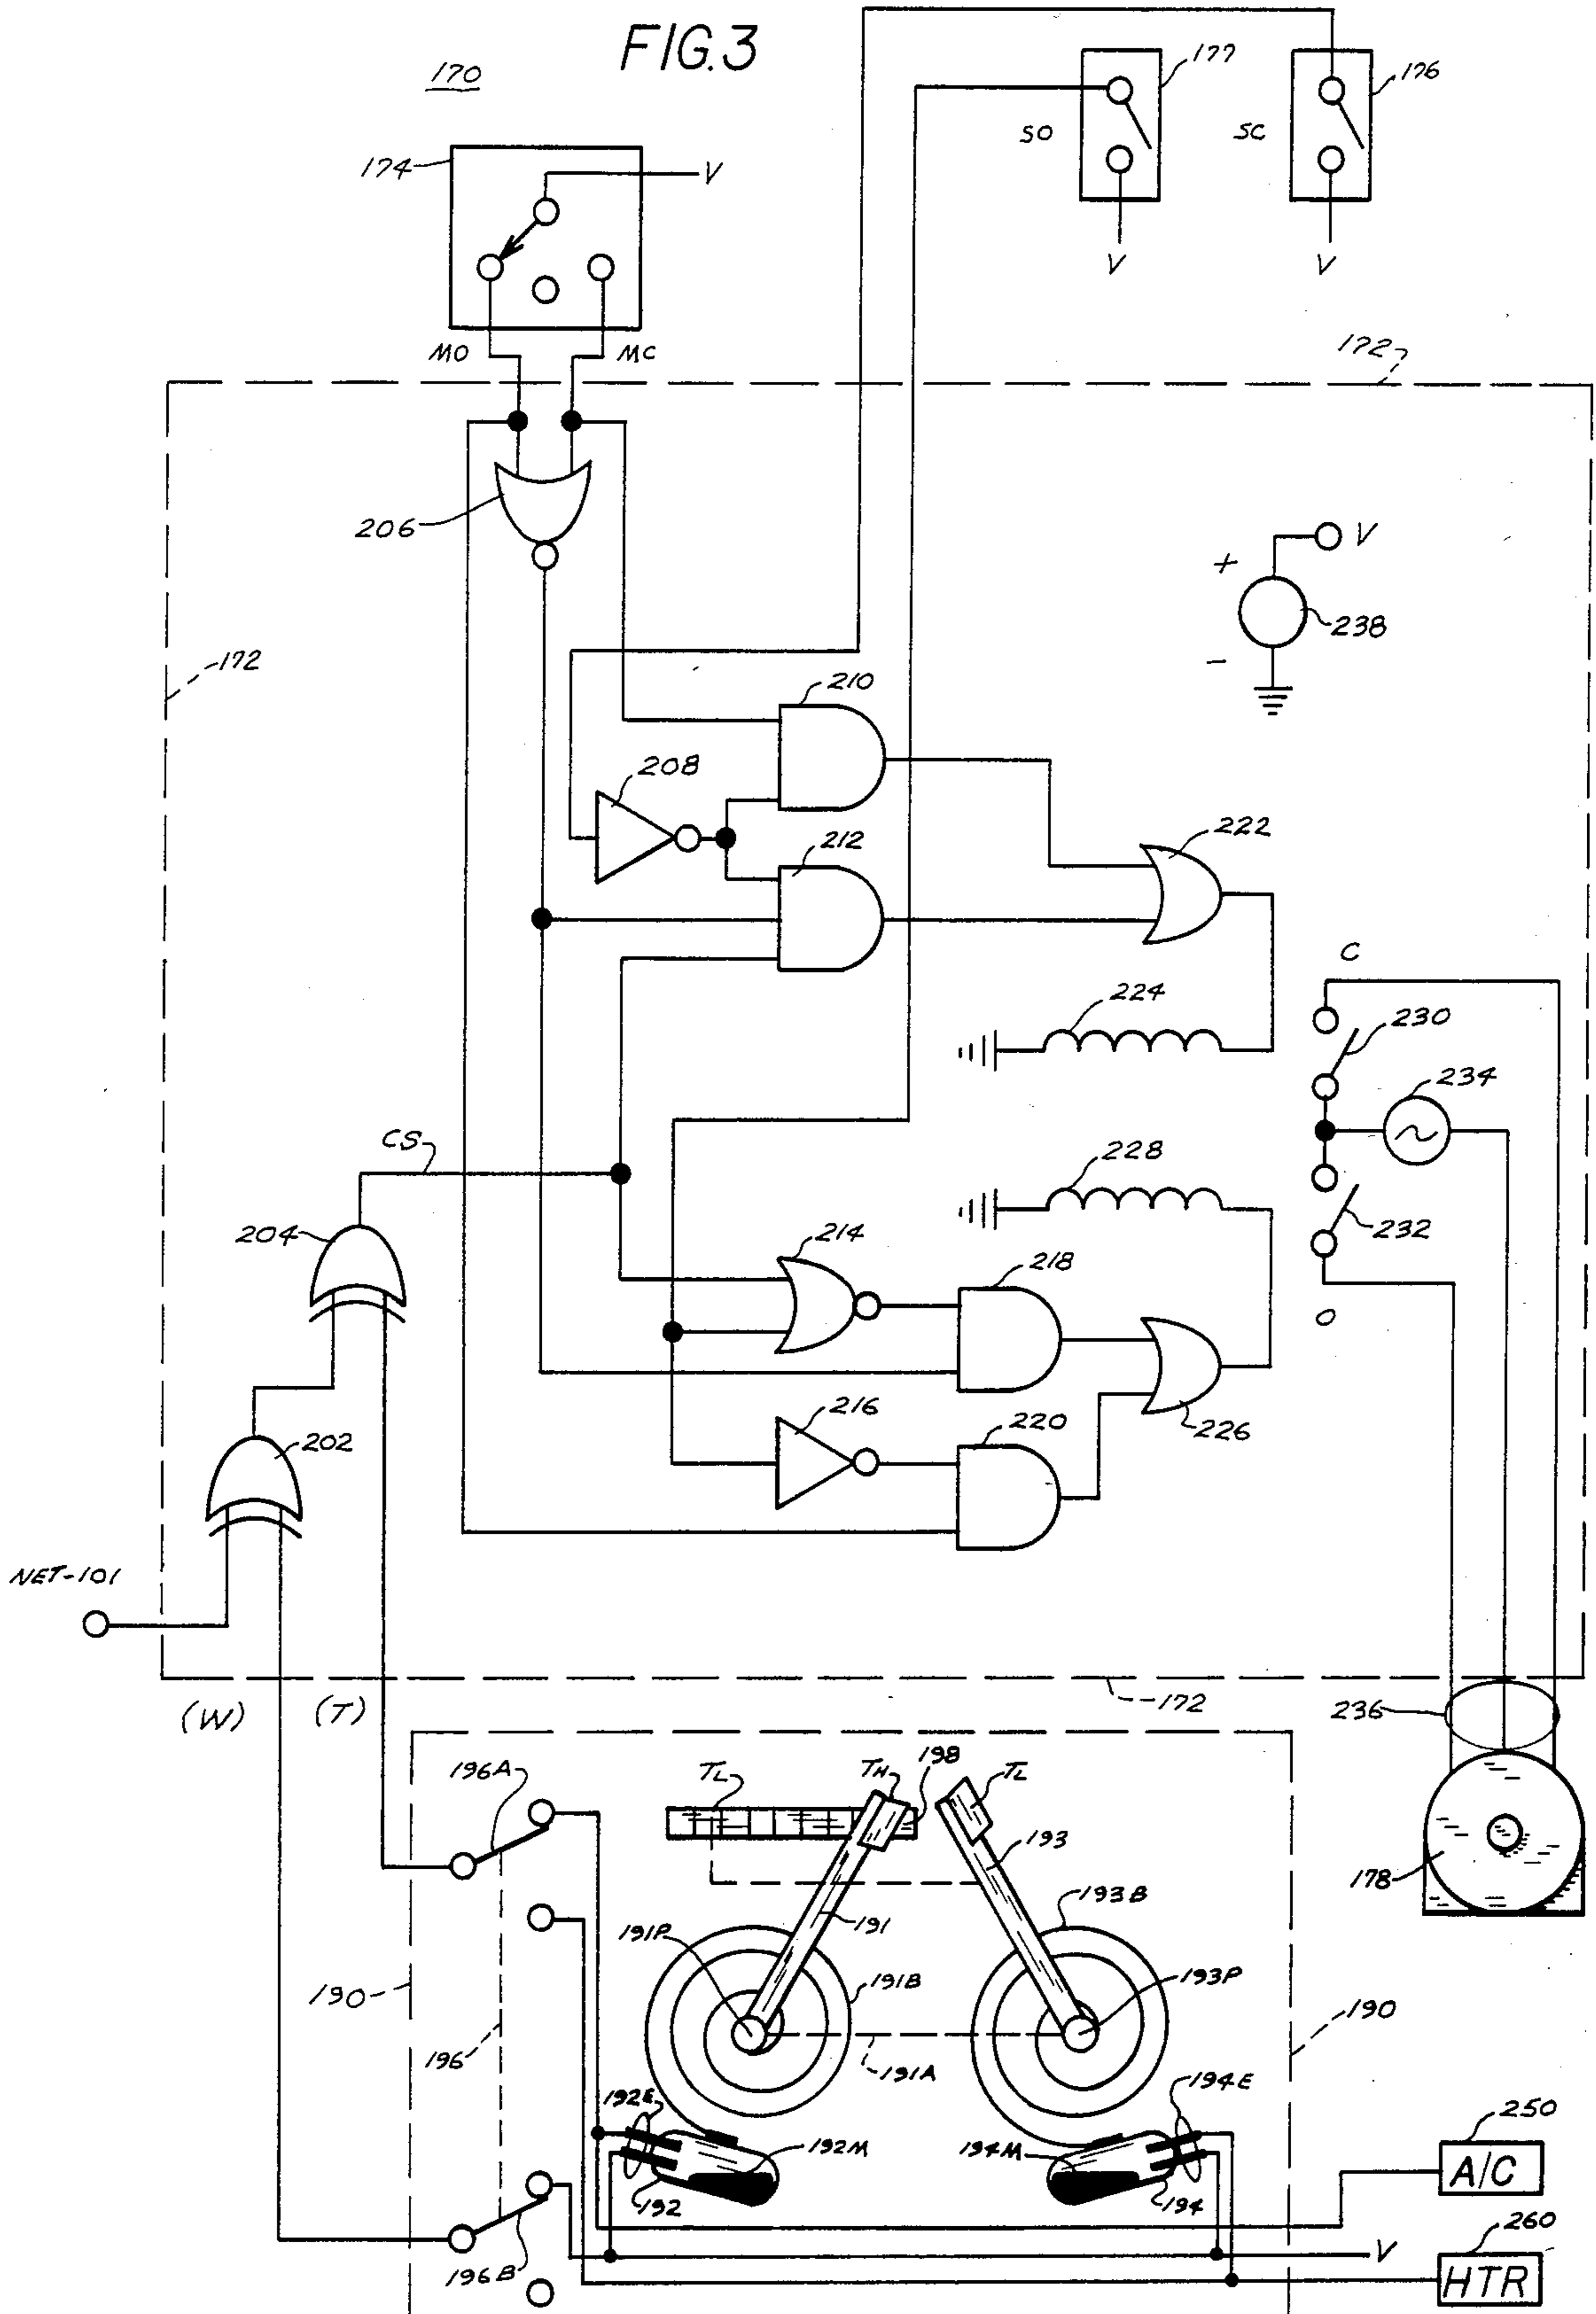 FIG.3
170
177
176
SO
SC
174
V
V
V
MO
MC
172
206
V
+
238
-
172
210
208
212
222
C
224
230
234
CS
228
204
214
218
232
O
216
220
226
202
NET-101
(W)
(T)
172
236
196A
TL
TH
198
TL
193
178
191
193B
191P
191B
193P
190
190
196
191A
192E
194E
250
192M
194M
A/C
192
194
260
V
196B
HTR